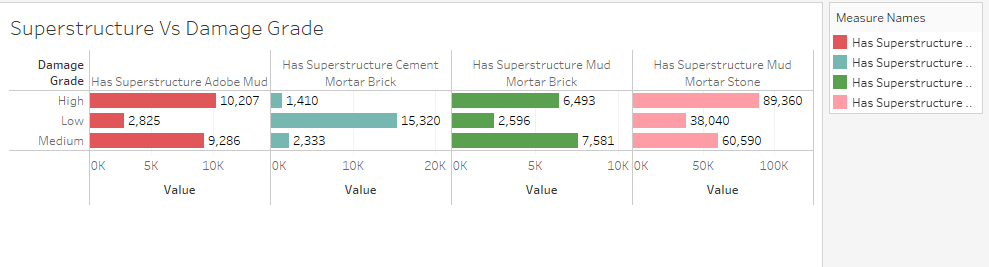 Superstructure Vs Damage Grade
Measure Names
Has Superstructure ..
Has Superstructure ..
Has Superstructure ..
Has Superstructure ..
Damage
Grade
Has Superstructure Adobe Mud
Has Superstructure Cement
Mortar Brick
Has Superstructure Mud
Mortar Brick
Has Superstructure Mud
Mortar Stone
High 10,207 1,410 6,493 89,360
Low 2,825 15,320 2,596 38,040
Medium 9,286 2,333 7,581 60,590
0K 5K 10K 0K 10K 20K 0K 5K 10K 0K 50K 100K
Value Value Value Value